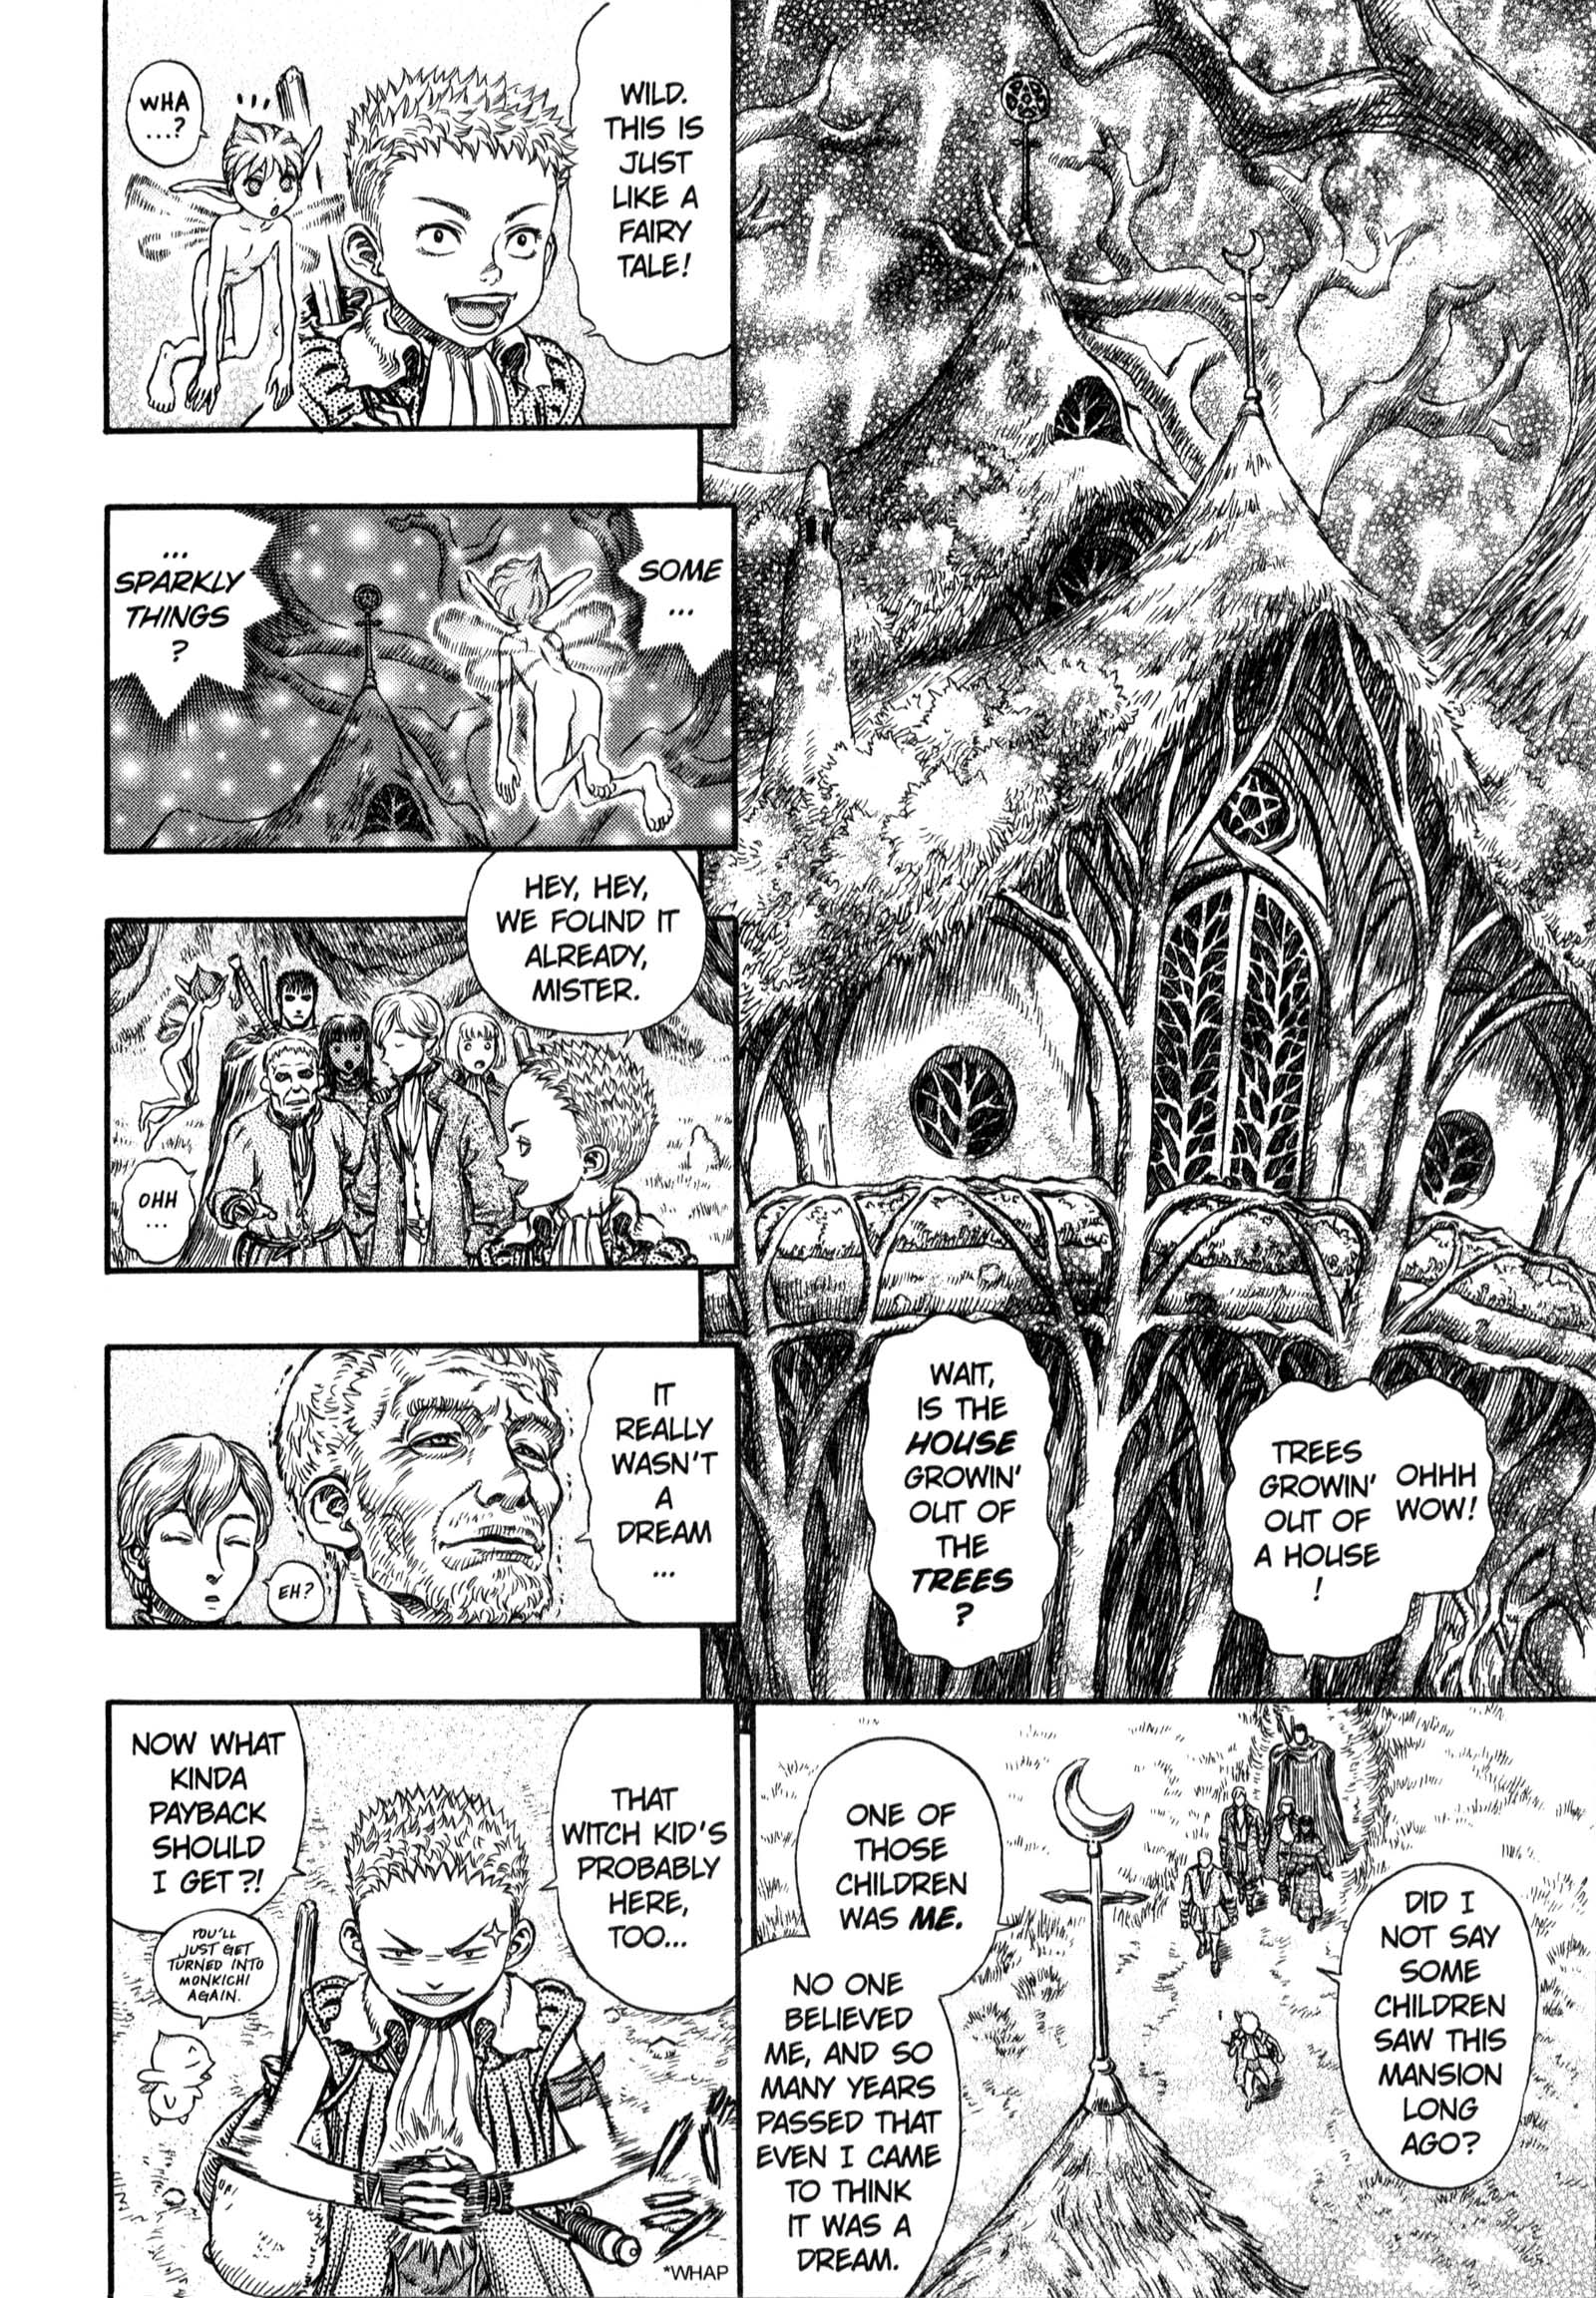 OHHH
WOW!
TREES
GROWIN'
OUT OF
A HOUSE
!
WAIT,
IS THE
HOUSE
GROWIN'
OUT OF
THE
TREES
?
WILD.
THIS IS
JUST
LIKE A
FAIRY
TALE!
WHA
...?
SOME
...
...
SPARKLY
THINGS
?
HEY, HEY,
WE FOUND IT
ALREADY,
MISTER.
OHH
...
IT
REALLY
WASN'T
A
DREAM
...
EH?
DID I
NOT SAY
SOME
CHILDREN
SAW THIS
MANSION
LONG
AGO?
ONE OF
THOSE
CHILDREN
WAS ME.
NO ONE
BELIEVED
ME, AND SO
MANY YEARS
PASSED THAT
EVEN I CAME
TO THINK
IT WAS A
DREAM.
THAT
WITCH KID'S
PROBABLY
HERE,
TOO...
NOW WHAT
KINDA
PAYBACK
SHOULD
I GET?!
YOU'LL
JUST GET
TURNED INTO
MONKICHI
AGAIN.
*WHAP